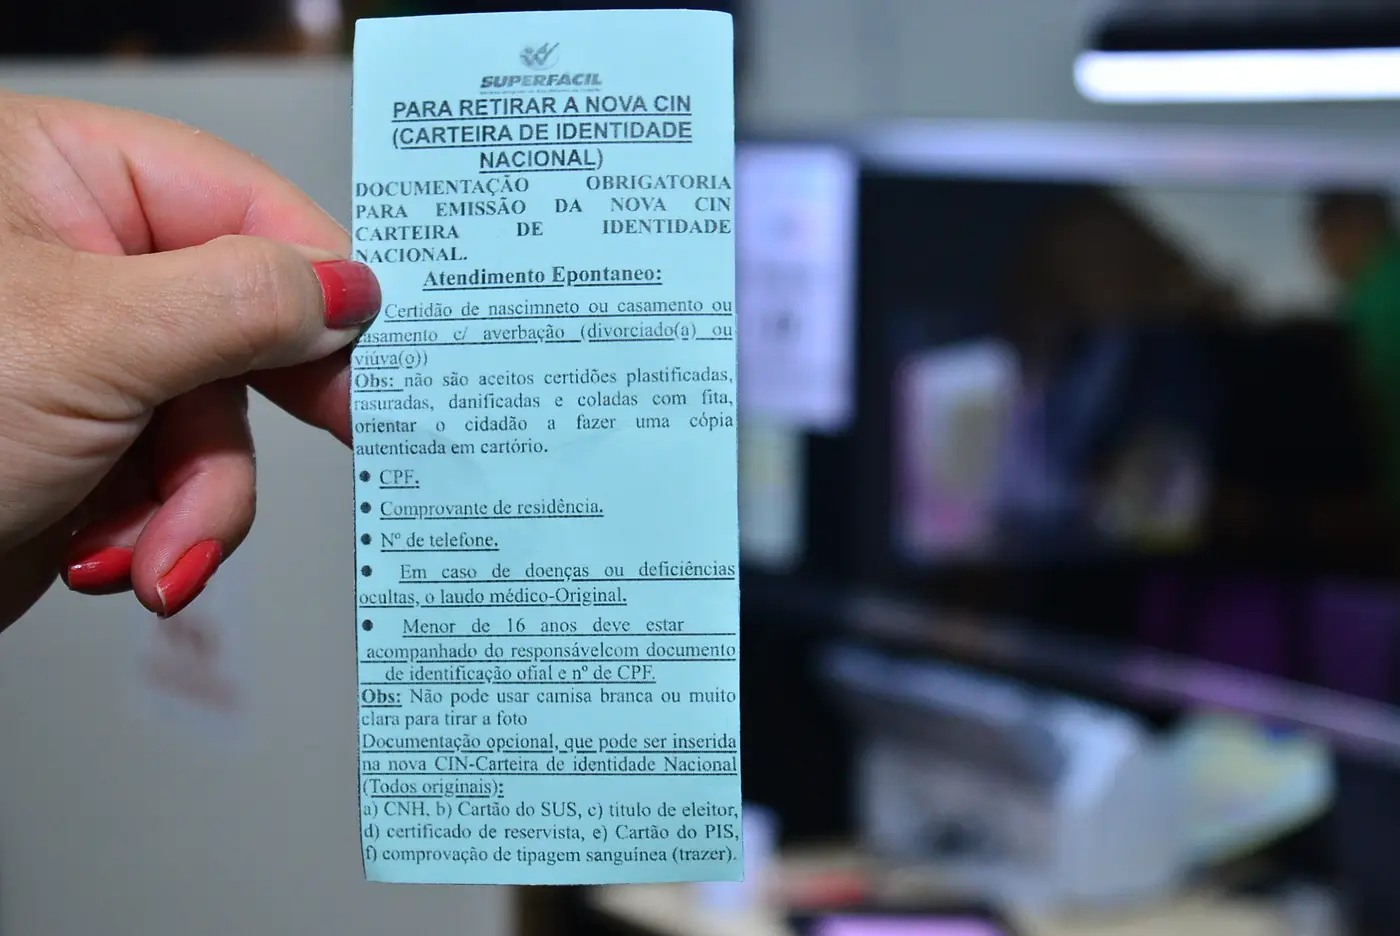 SUPERFACIL
PARA RETIRAR A NOVA CIN
(CARTEIRA DE IDENTIDADE
NACIONAL)
DOCUMENTAÇÃO OBRIGATORIA
PARA EMISSÃO DA NOVA CIN
CARTEIRA DE IDENTIDADE
NACIONAL.
Atendimento Epontaneo:
Certidão de nascimneto ou casamento ou
casamento c/ averbação (divorciado(a) ou
viúva(o))
Obs: não são aceitos certidões plastificadas,
rasuradas, danificadas e coladas com fita,
orientar o cidadão a fazer uma cópia
autenticada em cartório.
● CPF.
● Comprovante de residência.
● Nº de telefone.
● Em caso de doenças ou deficiências
ocultas, o laudo médico-Original.
● Menor de 16 anos deve estar
acompanhado do responsávelcom documento
de identificação ofial e nº de CPF.
Obs: Não pode usar camisa branca ou muito
clara para tirar a foto
Documentação opcional, que pode ser inserida
na nova CIN-Carteira de identidade Nacional
(Todos originais):
a) CNH, b) Cartão do SUS, c) titulo de eleitor,
d) certificado de reservista, e) Cartão do PIS,
f) comprovação de tipagem sanguínea (trazer).